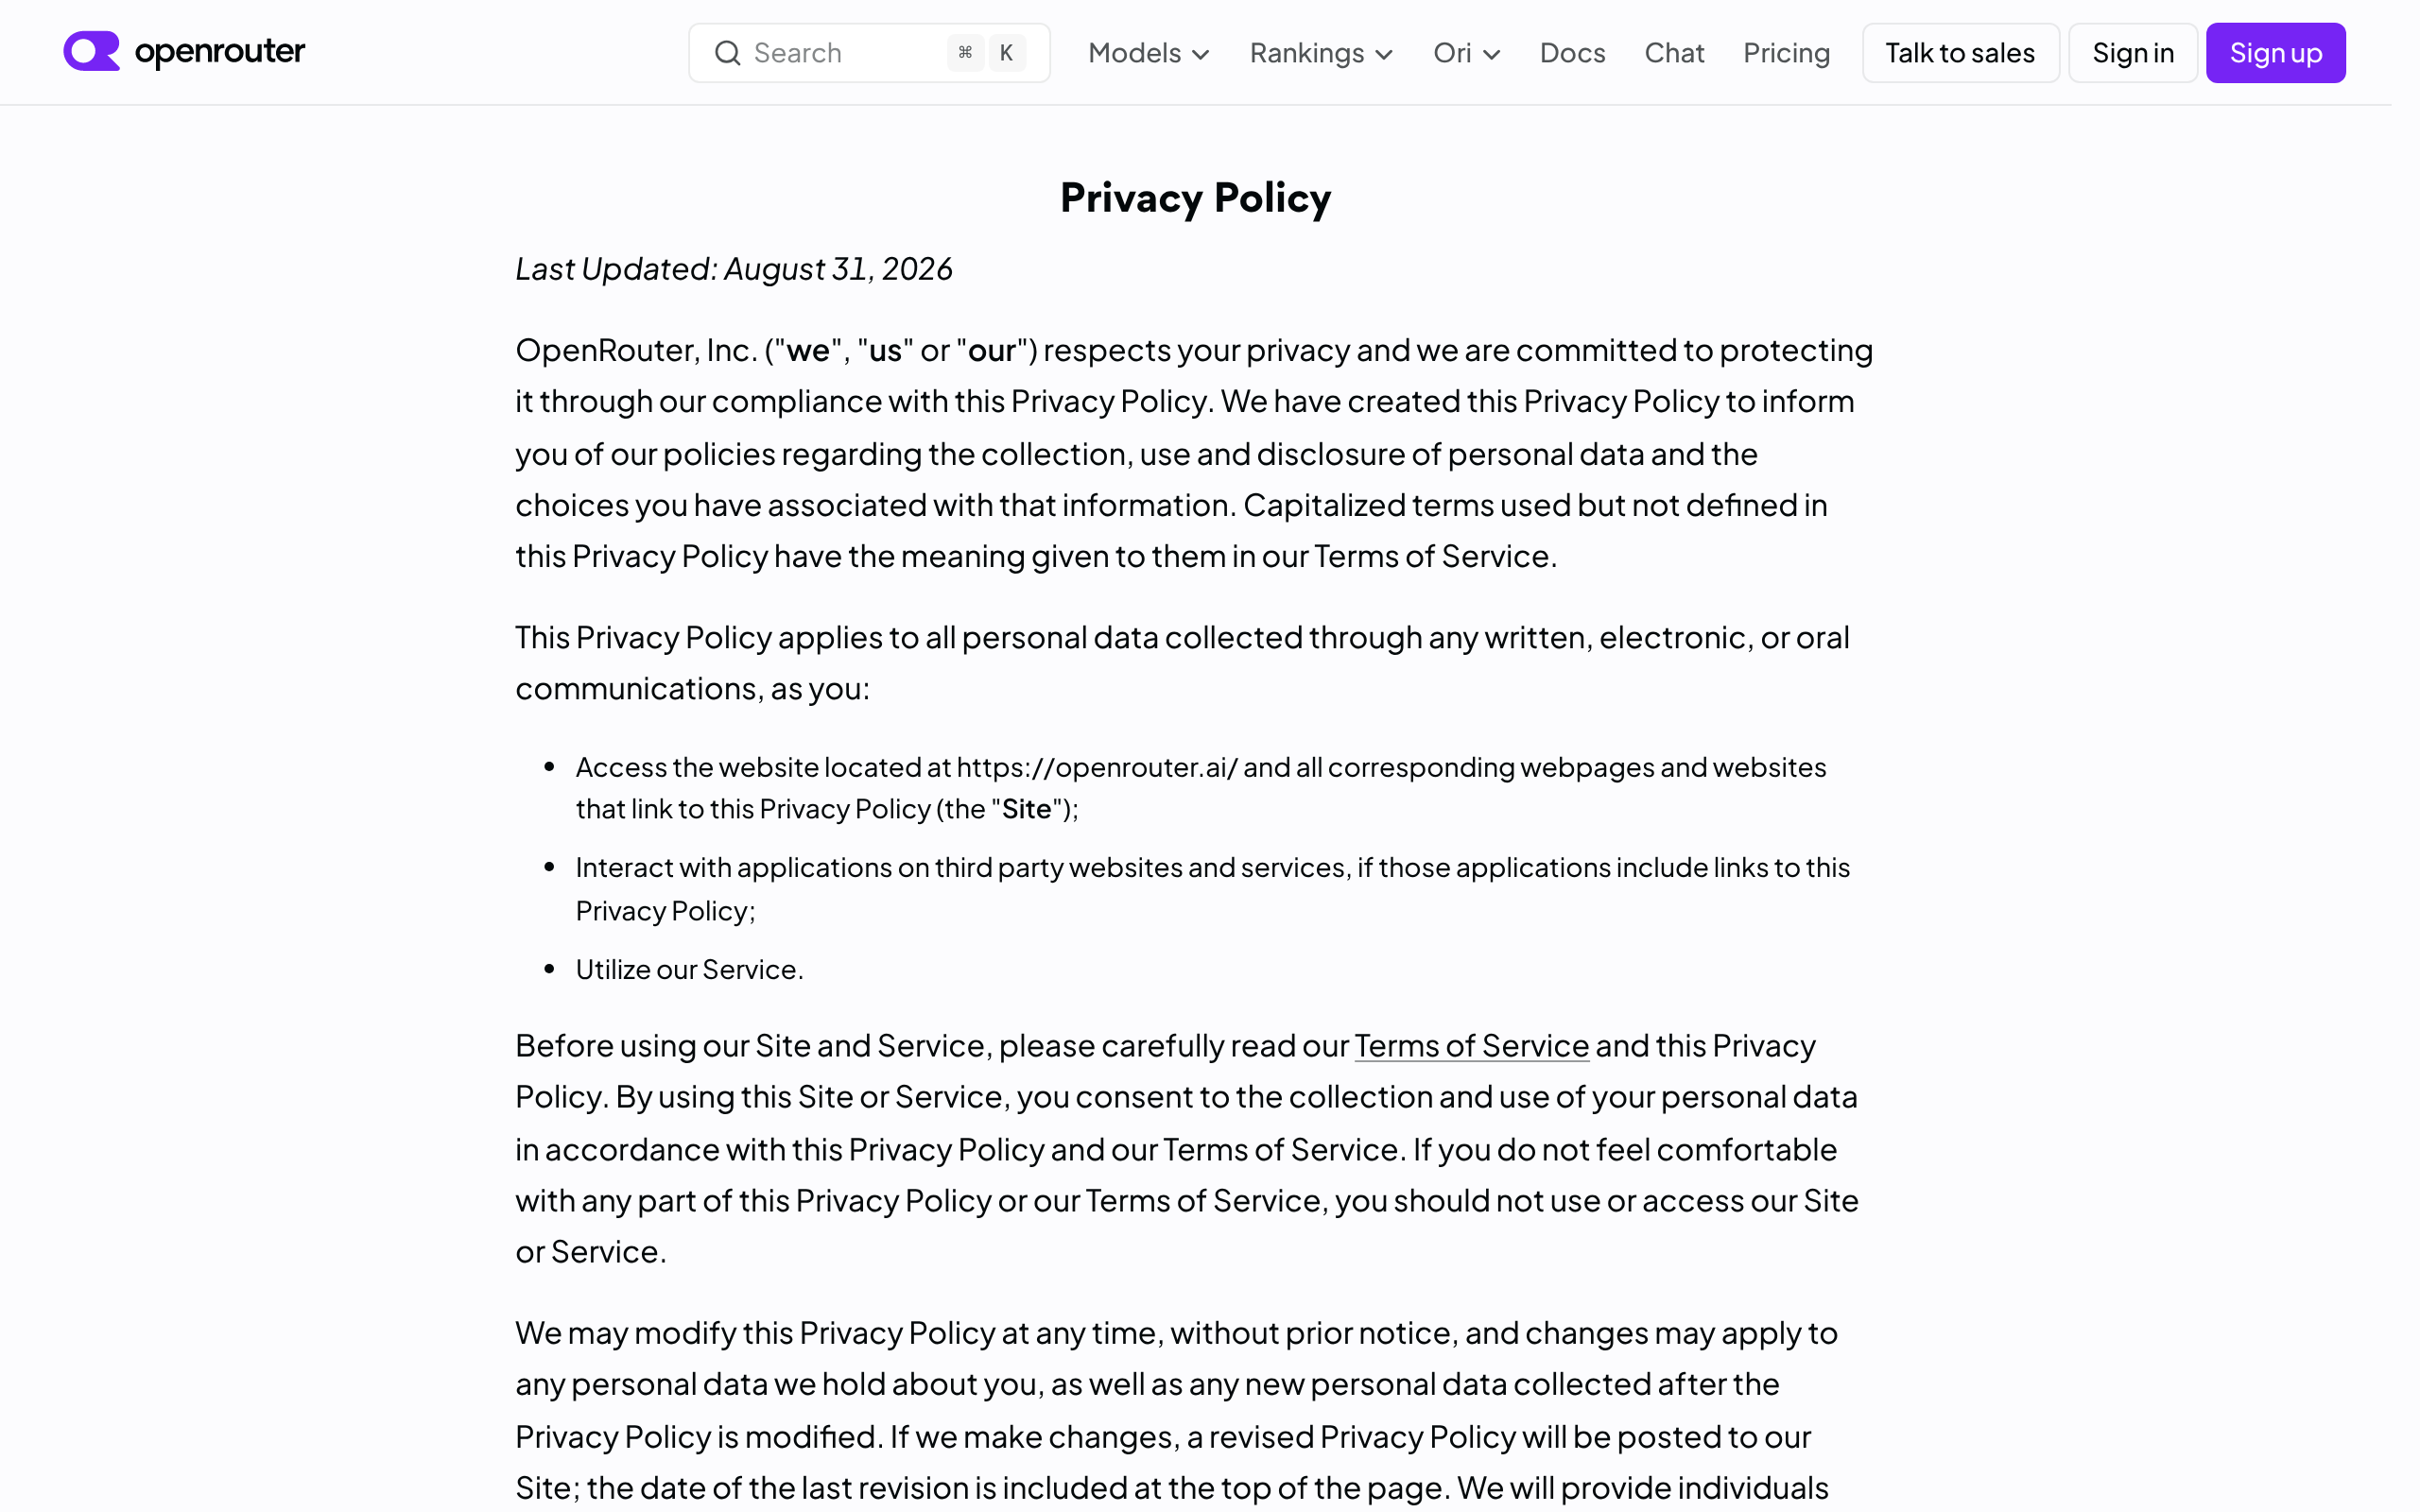 openrouter
Search ⌘ K Models Rankings Ori Docs Chat Pricing Talk to sales Sign in Sign up
Privacy Policy
Last Updated: August 31, 2026
OpenRouter, Inc. ("we", "us" or "our") respects your privacy and we are committed to protecting
it through our compliance with this Privacy Policy. We have created this Privacy Policy to inform
you of our policies regarding the collection, use and disclosure of personal data and the
choices you have associated with that information. Capitalized terms used but not defined in
this Privacy Policy have the meaning given to them in our Terms of Service.
This Privacy Policy applies to all personal data collected through any written, electronic, or oral
communications, as you:
• Access the website located at https://openrouter.ai/ and all corresponding webpages and websites
that link to this Privacy Policy (the "Site");
• Interact with applications on third party websites and services, if those applications include links to this
Privacy Policy;
• Utilize our Service.
Before using our Site and Service, please carefully read our Terms of Service and this Privacy
Policy. By using this Site or Service, you consent to the collection and use of your personal data
in accordance with this Privacy Policy and our Terms of Service. If you do not feel comfortable
with any part of this Privacy Policy or our Terms of Service, you should not use or access our Site
or Service.
We may modify this Privacy Policy at any time, without prior notice, and changes may apply to
any personal data we hold about you, as well as any new personal data collected after the
Privacy Policy is modified. If we make changes, a revised Privacy Policy will be posted to our
Site; the date of the last revision is included at the top of the page. We will provide individuals